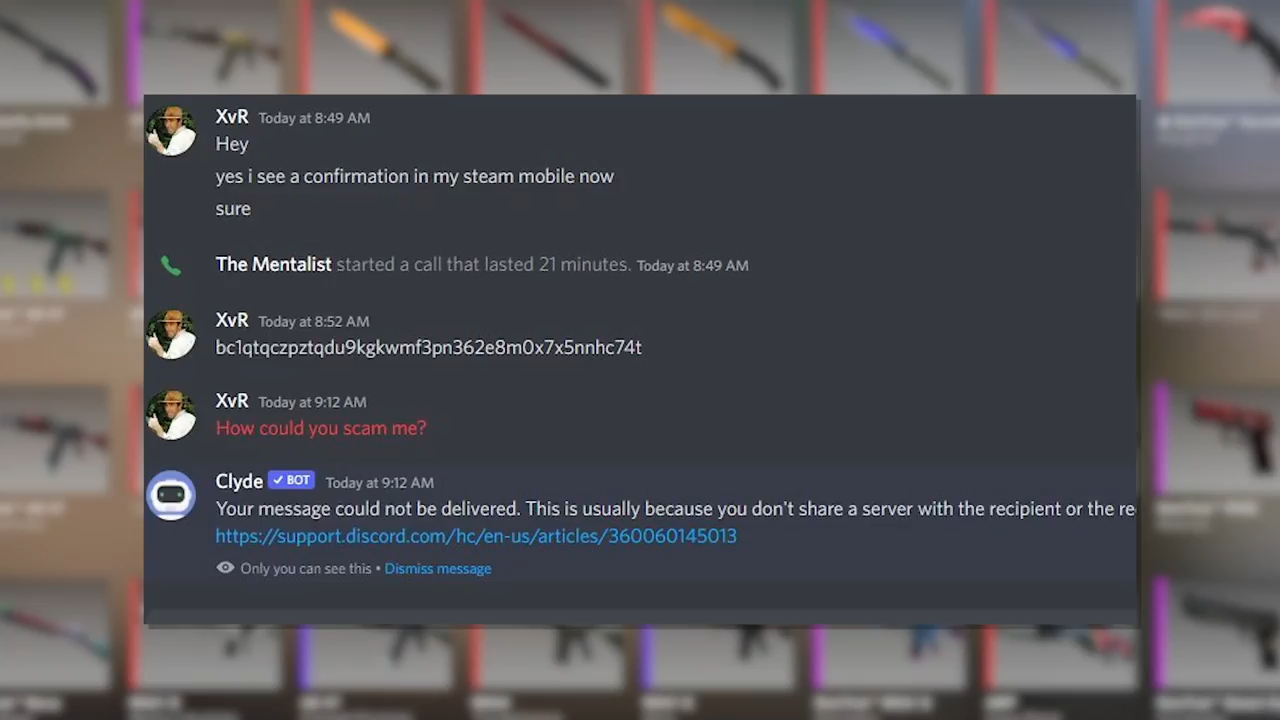 XvR Today at 8:49 AM
Hey
yes i see a confirmation in my steam mobile now
sure
The Mentalist started a call that lasted 21 minutes. Today at 8:49 AM
XvR Today at 8:52 AM
bc1qtqczpztqdu9kgkwmf3pn362e8m0x7x5nnhc74t
XvR Today at 9:12 AM
How could you scam me?
Clyde ✓ BOT Today at 9:12 AM
Your message could not be delivered. This is usually because you don't share a server with the recipient or the re
https://support.discord.com/hc/en-us/articles/360060145013
Only you can see this • Dismiss message